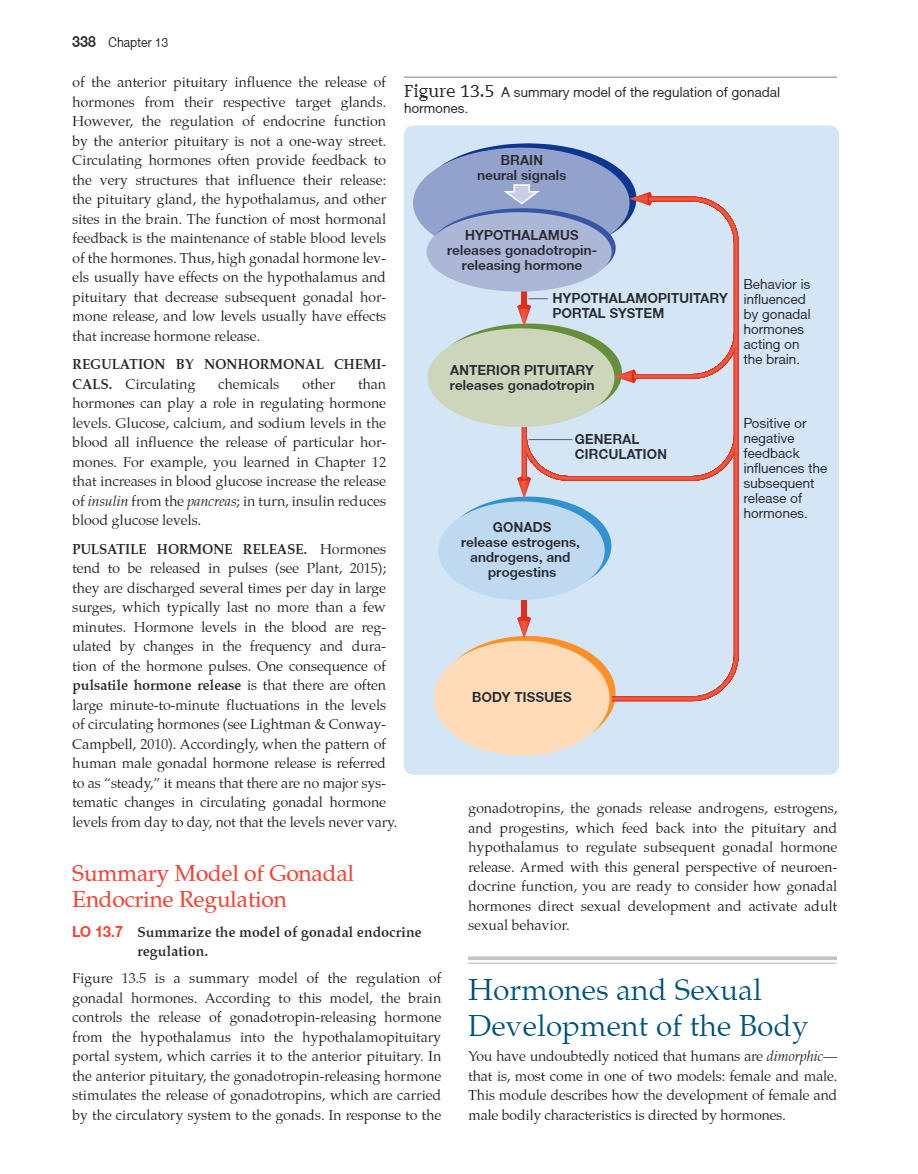 338 Chapter 13
of the anterior pituitary influence the release of
hormones from their respective target glands.
However, the regulation of endocrine function
by the anterior pituitary is not a one-way street.
Circulating hormones often provide feedback to
the very structures that influence their release:
the pituitary gland, the hypothalamus, and other
sites in the brain. The function of most hormonal
feedback is the maintenance of stable blood levels
of the hormones. Thus, high gonadal hormone lev-
els usually have effects on the hypothalamus and
pituitary that decrease subsequent gonadal hor-
mone release, and low levels usually have effects
that increase hormone release.
REGULATION BY NONHORMONAL CHEMI-
CALS. Circulating chemicals other than
hormones can play a role in regulating hormone
levels. Glucose, calcium, and sodium levels in the
blood all influence the release of particular hor-
mones. For example, you learned in Chapter 12
that increases in blood glucose increase the release
of insulin from the pancreas; in turn, insulin reduces
blood glucose levels.
PULSATILE HORMONE RELEASE. Hormones
tend to be released in pulses (see Plant, 2015);
they are discharged several times per day in large
surges, which typically last no more than a few
minutes. Hormone levels in the blood are reg-
ulated by changes in the frequency and dura-
tion of the hormone pulses. One consequence of
pulsatile hormone release is that there are often
large minute-to-minute fluctuations in the levels
of circulating hormones (see Lightman & Conway-
Campbell, 2010). Accordingly, when the pattern of
human male gonadal hormone release is referred
to as “steady,” it means that there are no major sys-
tematic changes in circulating gonadal hormone
levels from day to day, not that the levels never vary.
Figure 13.5 A summary model of the regulation of gonadal
hormones.
BRAIN
neural signals
HYPOTHALAMUS
releases gonadotropin-
releasing hormone
HYPOTHALAMOPITUITARY
PORTAL SYSTEM
Behavior is
influenced
by gonadal
hormones
acting on
the brain.
ANTERIOR PITUITARY
releases gonadotropin
GENERAL
CIRCULATION
Positive or
negative
feedback
influences the
subsequent
release of
hormones.
GONADS
release estrogens,
androgens, and
progestins
BODY TISSUES
Summary Model of Gonadal
Endocrine Regulation
LO 13.7 Summarize the model of gonadal endocrine
regulation.
Figure 13.5 is a summary model of the regulation of
gonadal hormones. According to this model, the brain
controls the release of gonadotropin-releasing hormone
from the hypothalamus into the hypothalamopituitary
portal system, which carries it to the anterior pituitary. In
the anterior pituitary, the gonadotropin-releasing hormone
stimulates the release of gonadotropins, which are carried
by the circulatory system to the gonads. In response to the
gonadotropins, the gonads release androgens, estrogens,
and progestins, which feed back into the pituitary and
hypothalamus to regulate subsequent gonadal hormone
release. Armed with this general perspective of neuroen-
docrine function, you are ready to consider how gonadal
hormones direct sexual development and activate adult
sexual behavior.
Hormones and Sexual
Development of the Body
You have undoubtedly noticed that humans are dimorphic—
that is, most come in one of two models: female and male.
This module describes how the development of female and
male bodily characteristics is directed by hormones.